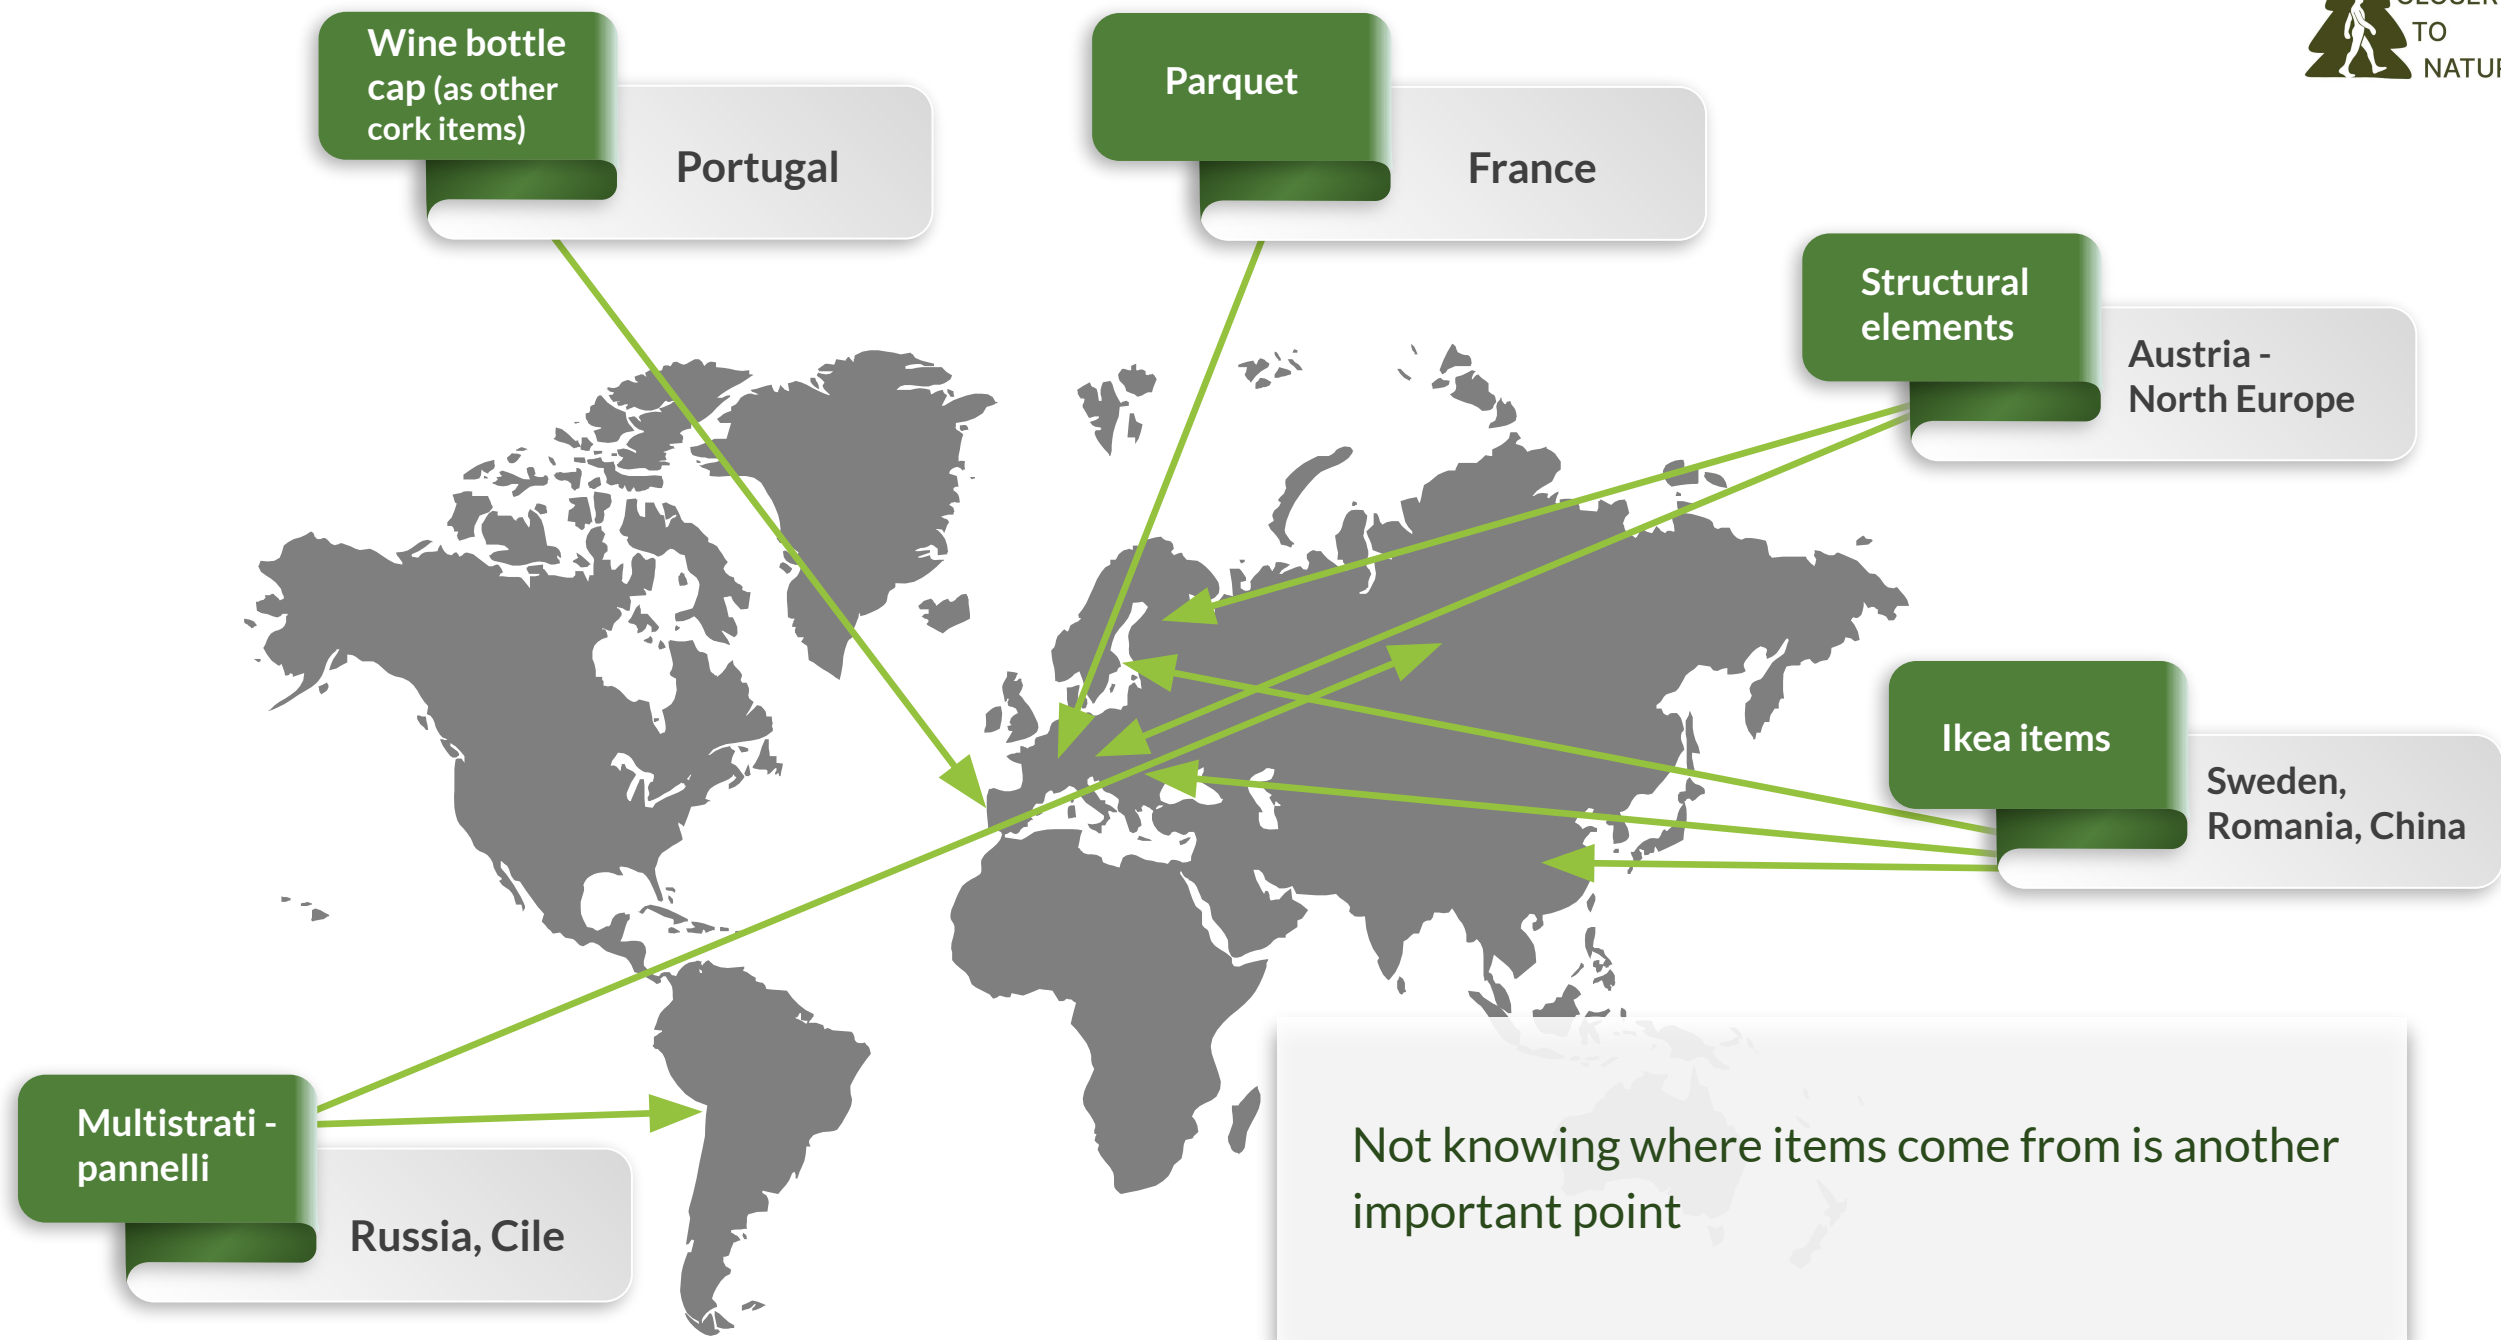 TO
Wine bottle
cap (as other
cork items)
Portugal
Parquet
France
Structural
elements
Austria -
North Europe
Ikea items
Sweden,
Romania, China
Multistrati -
pannelli
Russia, Cile
Not knowing where items come from is another
important point